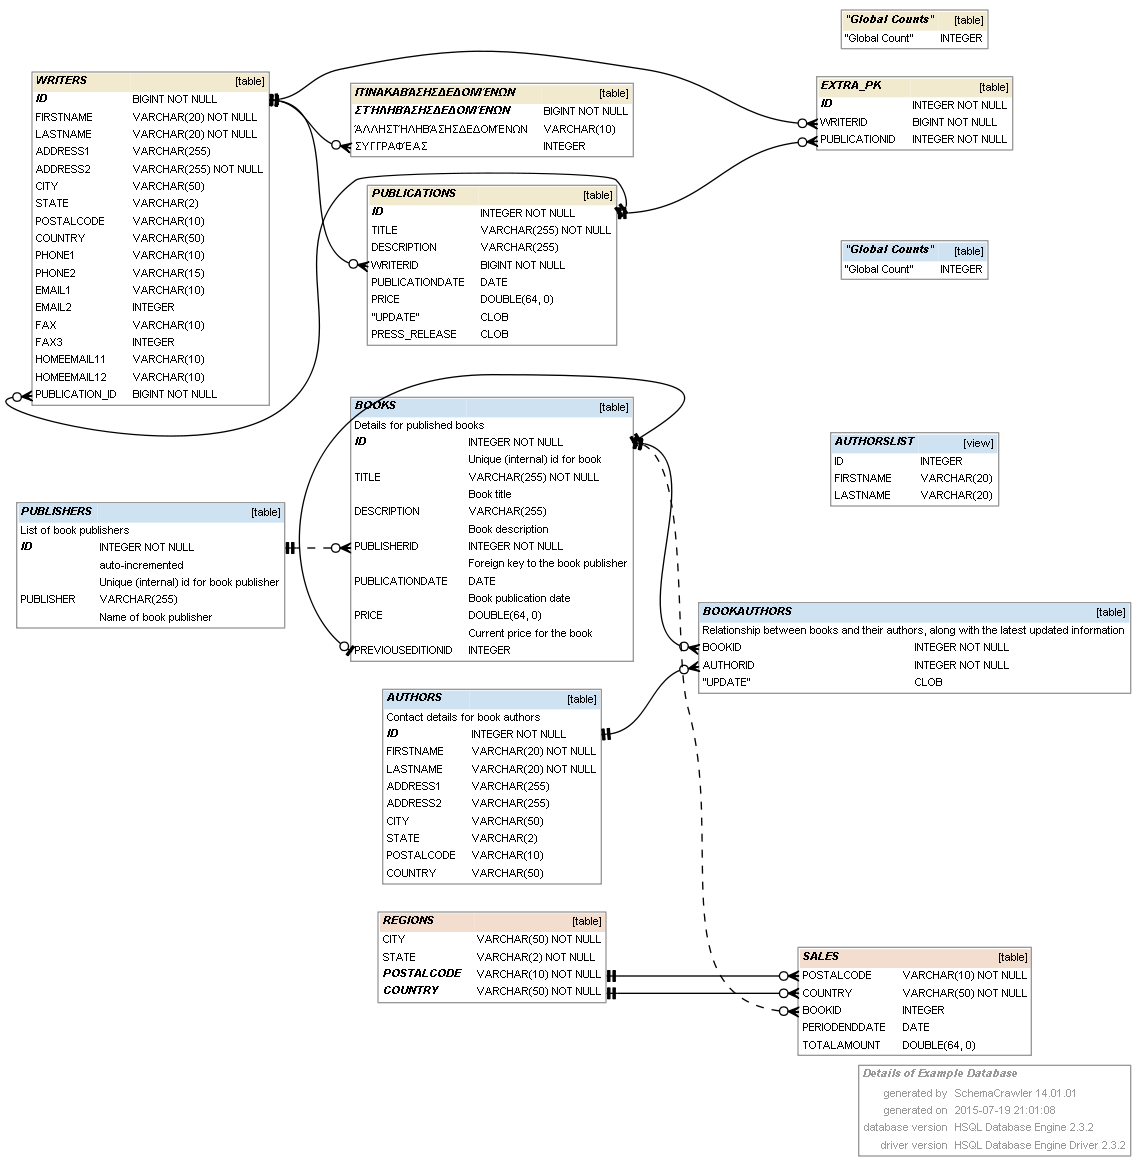 "Global Counts" [table]
"Global Count" INTEGER
WRITERS [table]
ID BIGINT NOT NULL
FIRSTNAME VARCHAR(20) NOT NULL
LASTNAME VARCHAR(20) NOT NULL
ADDRESS1 VARCHAR(255)
ADDRESS2 VARCHAR(255) NOT NULL
CITY VARCHAR(50)
STATE VARCHAR(2)
POSTALCODE VARCHAR(10)
COUNTRY VARCHAR(50)
PHONE1 VARCHAR(10)
PHONE2 VARCHAR(15)
EMAIL1 VARCHAR(10)
EMAIL2 INTEGER
FAX VARCHAR(10)
FAX3 INTEGER
HOMEEMAIL11 VARCHAR(10)
HOMEEMAIL12 VARCHAR(10)
PUBLICATION_ID BIGINT NOT NULL
ΠΊΝΑΚΑΒΆΣΗΣΔΕΔΟΜΈΝΩΝ [table]
ΣΤΉΛΗΒΆΣΗΣΔΕΔΟΜΈΝΩΝ BIGINT NOT NULL
ΆΛΛΗΣΤΉΛΗΒΆΣΗΣΔΕΔΟΜΈΝΩΝ VARCHAR(10)
ΣΥΓΓΡΑΦΈΑΣ INTEGER
EXTRA_PK [table]
ID INTEGER NOT NULL
WRITERID BIGINT NOT NULL
PUBLICATIONID INTEGER NOT NULL
PUBLICATIONS [table]
ID INTEGER NOT NULL
TITLE VARCHAR(255) NOT NULL
DESCRIPTION VARCHAR(255)
WRITERID BIGINT NOT NULL
PUBLICATIONDATE DATE
PRICE DOUBLE(64, 0)
"UPDATE" CLOB
PRESS_RELEASE CLOB
"Global Counts" [table]
"Global Count" INTEGER
BOOKS [table]
Details for published books
ID INTEGER NOT NULL
Unique (internal) id for book
TITLE VARCHAR(255) NOT NULL
Book title
DESCRIPTION VARCHAR(255)
Book description
PUBLISHERID INTEGER NOT NULL
Foreign key to the book publisher
PUBLICATIONDATE DATE
Book publication date
PRICE DOUBLE(64, 0)
Current price for the book
PREVIOUSEDITIONID INTEGER
AUTHORSLIST [view]
ID INTEGER
FIRSTNAME VARCHAR(20)
LASTNAME VARCHAR(20)
PUBLISHERS [table]
List of book publishers
ID INTEGER NOT NULL
auto-incremented
Unique (internal) id for book publisher
PUBLISHER VARCHAR(255)
Name of book publisher
BOOKAUTHORS [table]
Relationship between books and their authors, along with the latest updated information
BOOKID INTEGER NOT NULL
AUTHORID INTEGER NOT NULL
"UPDATE" CLOB
AUTHORS [table]
Contact details for book authors
ID INTEGER NOT NULL
FIRSTNAME VARCHAR(20) NOT NULL
LASTNAME VARCHAR(20) NOT NULL
ADDRESS1 VARCHAR(255)
ADDRESS2 VARCHAR(255)
CITY VARCHAR(50)
STATE VARCHAR(2)
POSTALCODE VARCHAR(10)
COUNTRY VARCHAR(50)
REGIONS [table]
CITY VARCHAR(50) NOT NULL
STATE VARCHAR(2) NOT NULL
POSTALCODE VARCHAR(10) NOT NULL
COUNTRY VARCHAR(50) NOT NULL
SALES [table]
POSTALCODE VARCHAR(10) NOT NULL
COUNTRY VARCHAR(50) NOT NULL
BOOKID INTEGER
PERIODENDDATE DATE
TOTALAMOUNT DOUBLE(64, 0)
Details of Example Database
generated by SchemaCrawler 14.01.01
generated on 2015-07-19 21:01:08
database version HSQL Database Engine 2.3.2
driver version HSQL Database Engine Driver 2.3.2